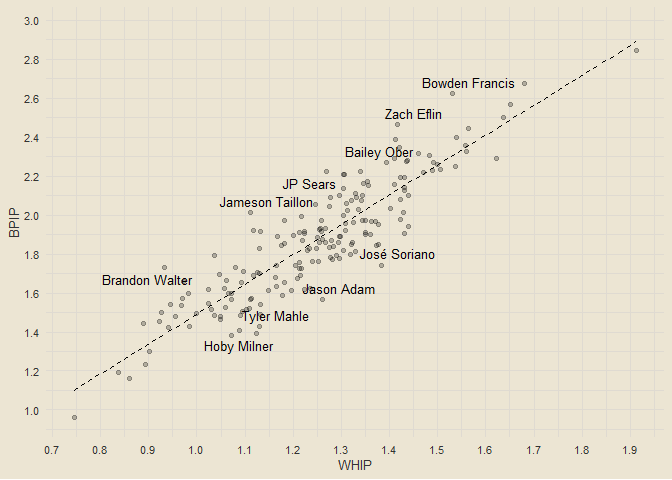 3.0
2.8
Bowden Francis
2.6
Zach Eflin
2.4
Bailey Ober
2.2
JP Sears
Jameson Taillon
2.0
BPIP
1.8
José Soriano
Brandon Walter
1.6
Jason Adam
Tyler Mahle
1.4
Hoby Milner
1.2
1.0
0.7 0.8 0.9 1.0 1.1 1.2 1.3 1.4 1.5 1.6 1.7 1.8 1.9
WHIP